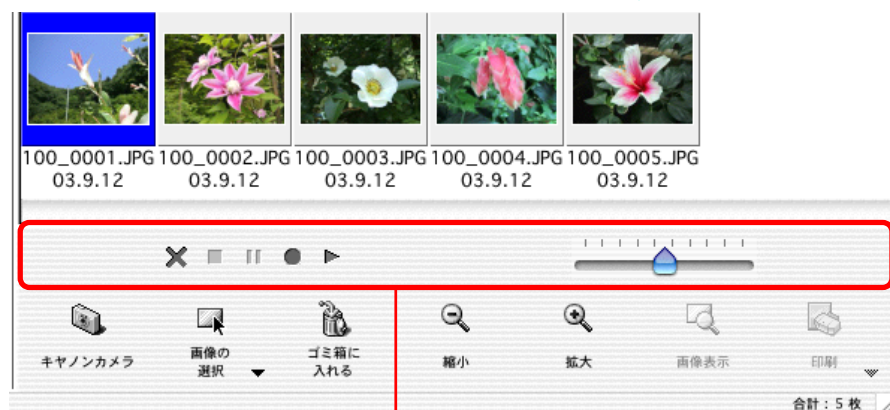 100_0001.JPG 100_0002.JPG 100_0003.JPG 100_0004.JPG 100_0005.JPG
03.9.12 03.9.12 03.9.12 03.9.12 03.9.12
キヤノンカメラ
画像の
選択
ゴミ箱に
入れる
縮小
拡大
画像表示
印刷
合計：5 枚